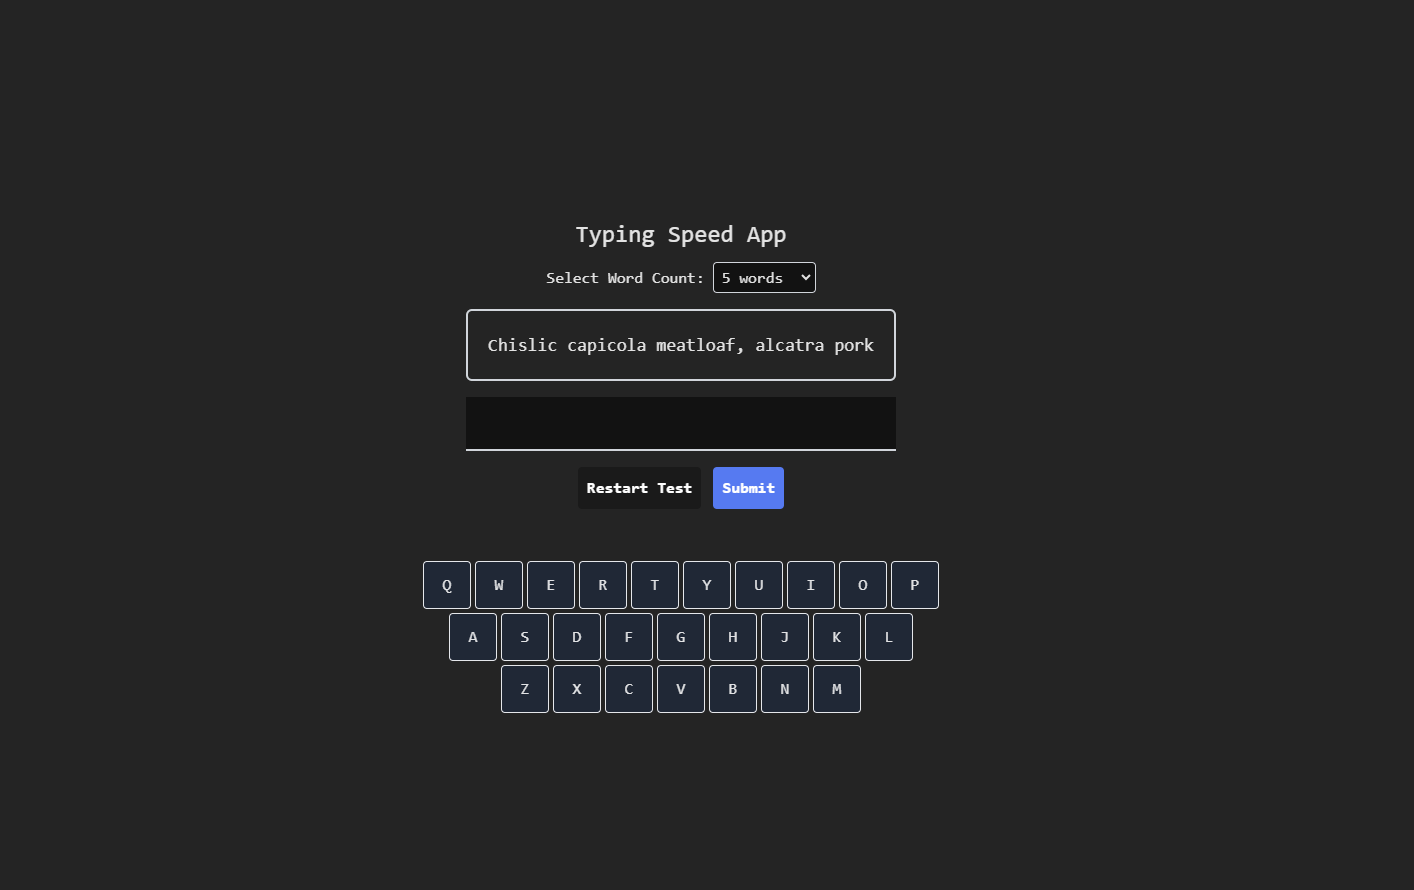 Typing Speed App
Select Word Count: 5 words
Chislic capicola meatloaf, alcatra pork
Restart Test Submit
Q W E R T Y U I O P
A S D F G H J K L
Z X C V B N M